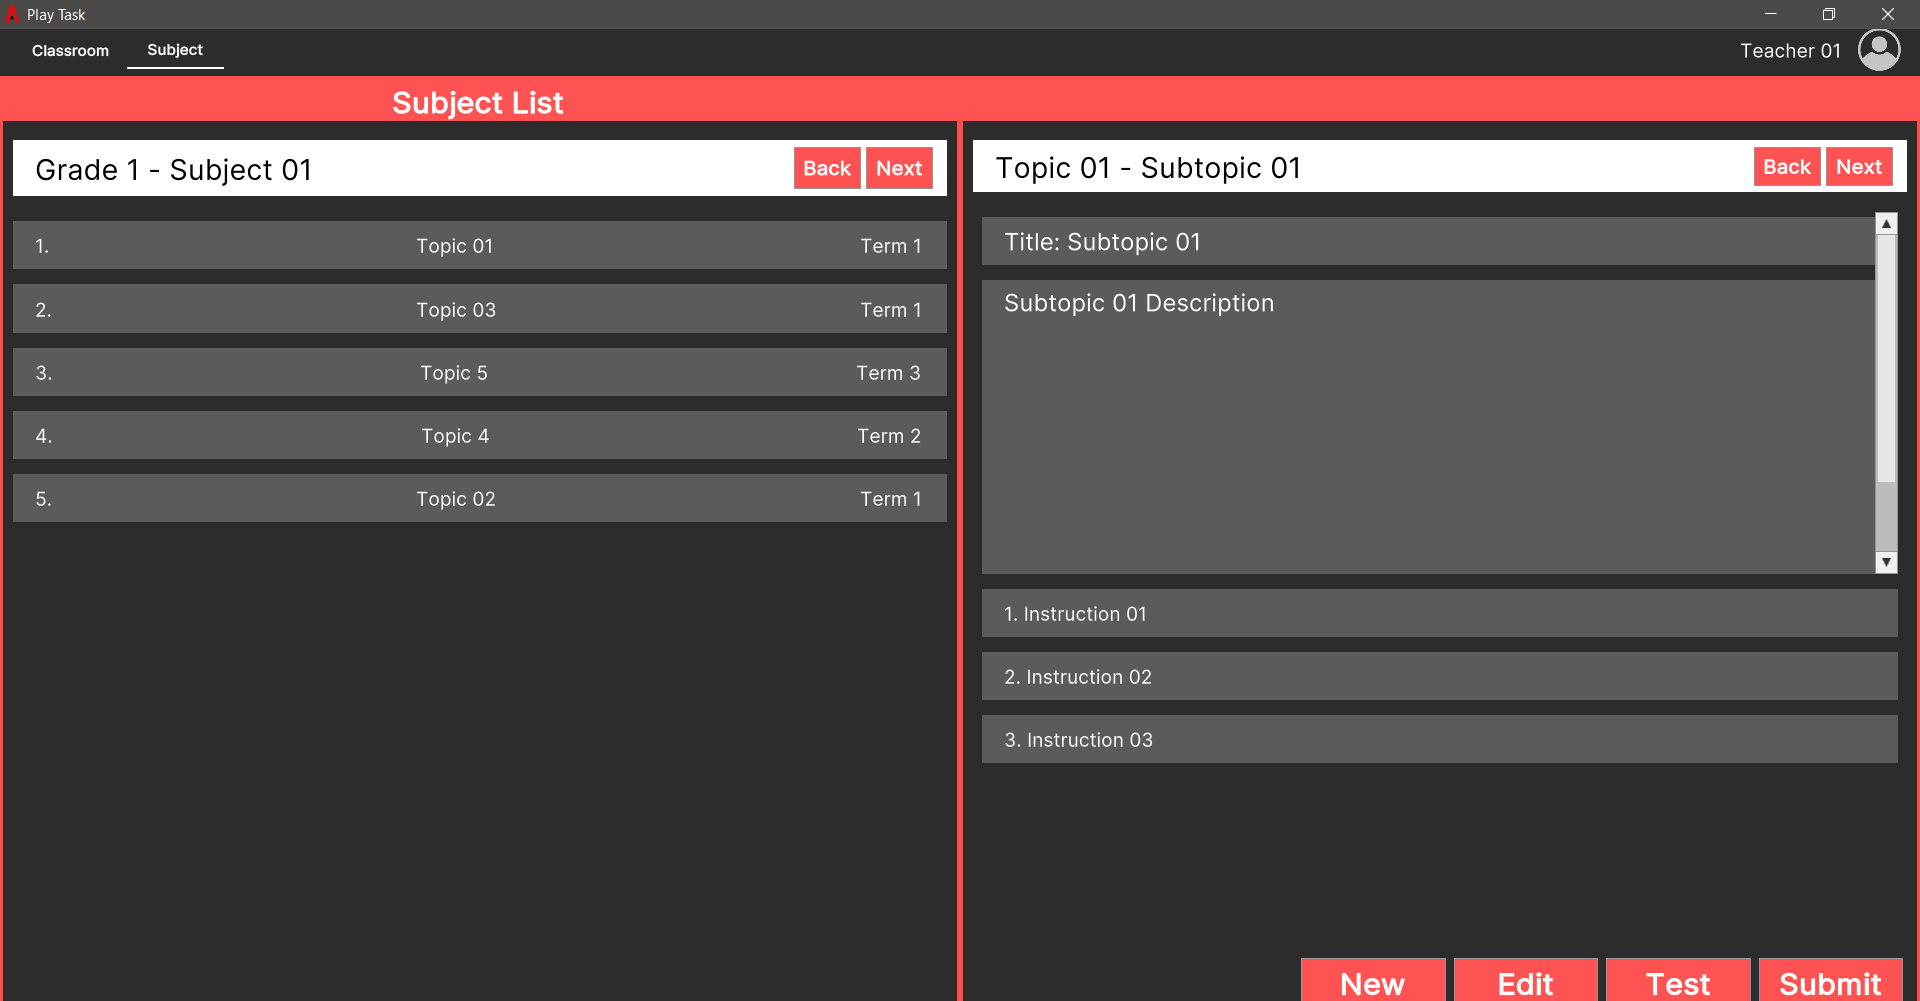 Play Task
Classroom Subject Teacher 01
Subject List
Grade 1 - Subject 01 Back Next
1. Topic 01 Term 1
2. Topic 03 Term 1
3. Topic 5 Term 3
4. Topic 4 Term 2
5. Topic 02 Term 1
Topic 01 - Subtopic 01 Back Next
Title: Subtopic 01
Subtopic 01 Description
1. Instruction 01
2. Instruction 02
3. Instruction 03
New Edit Test Submit